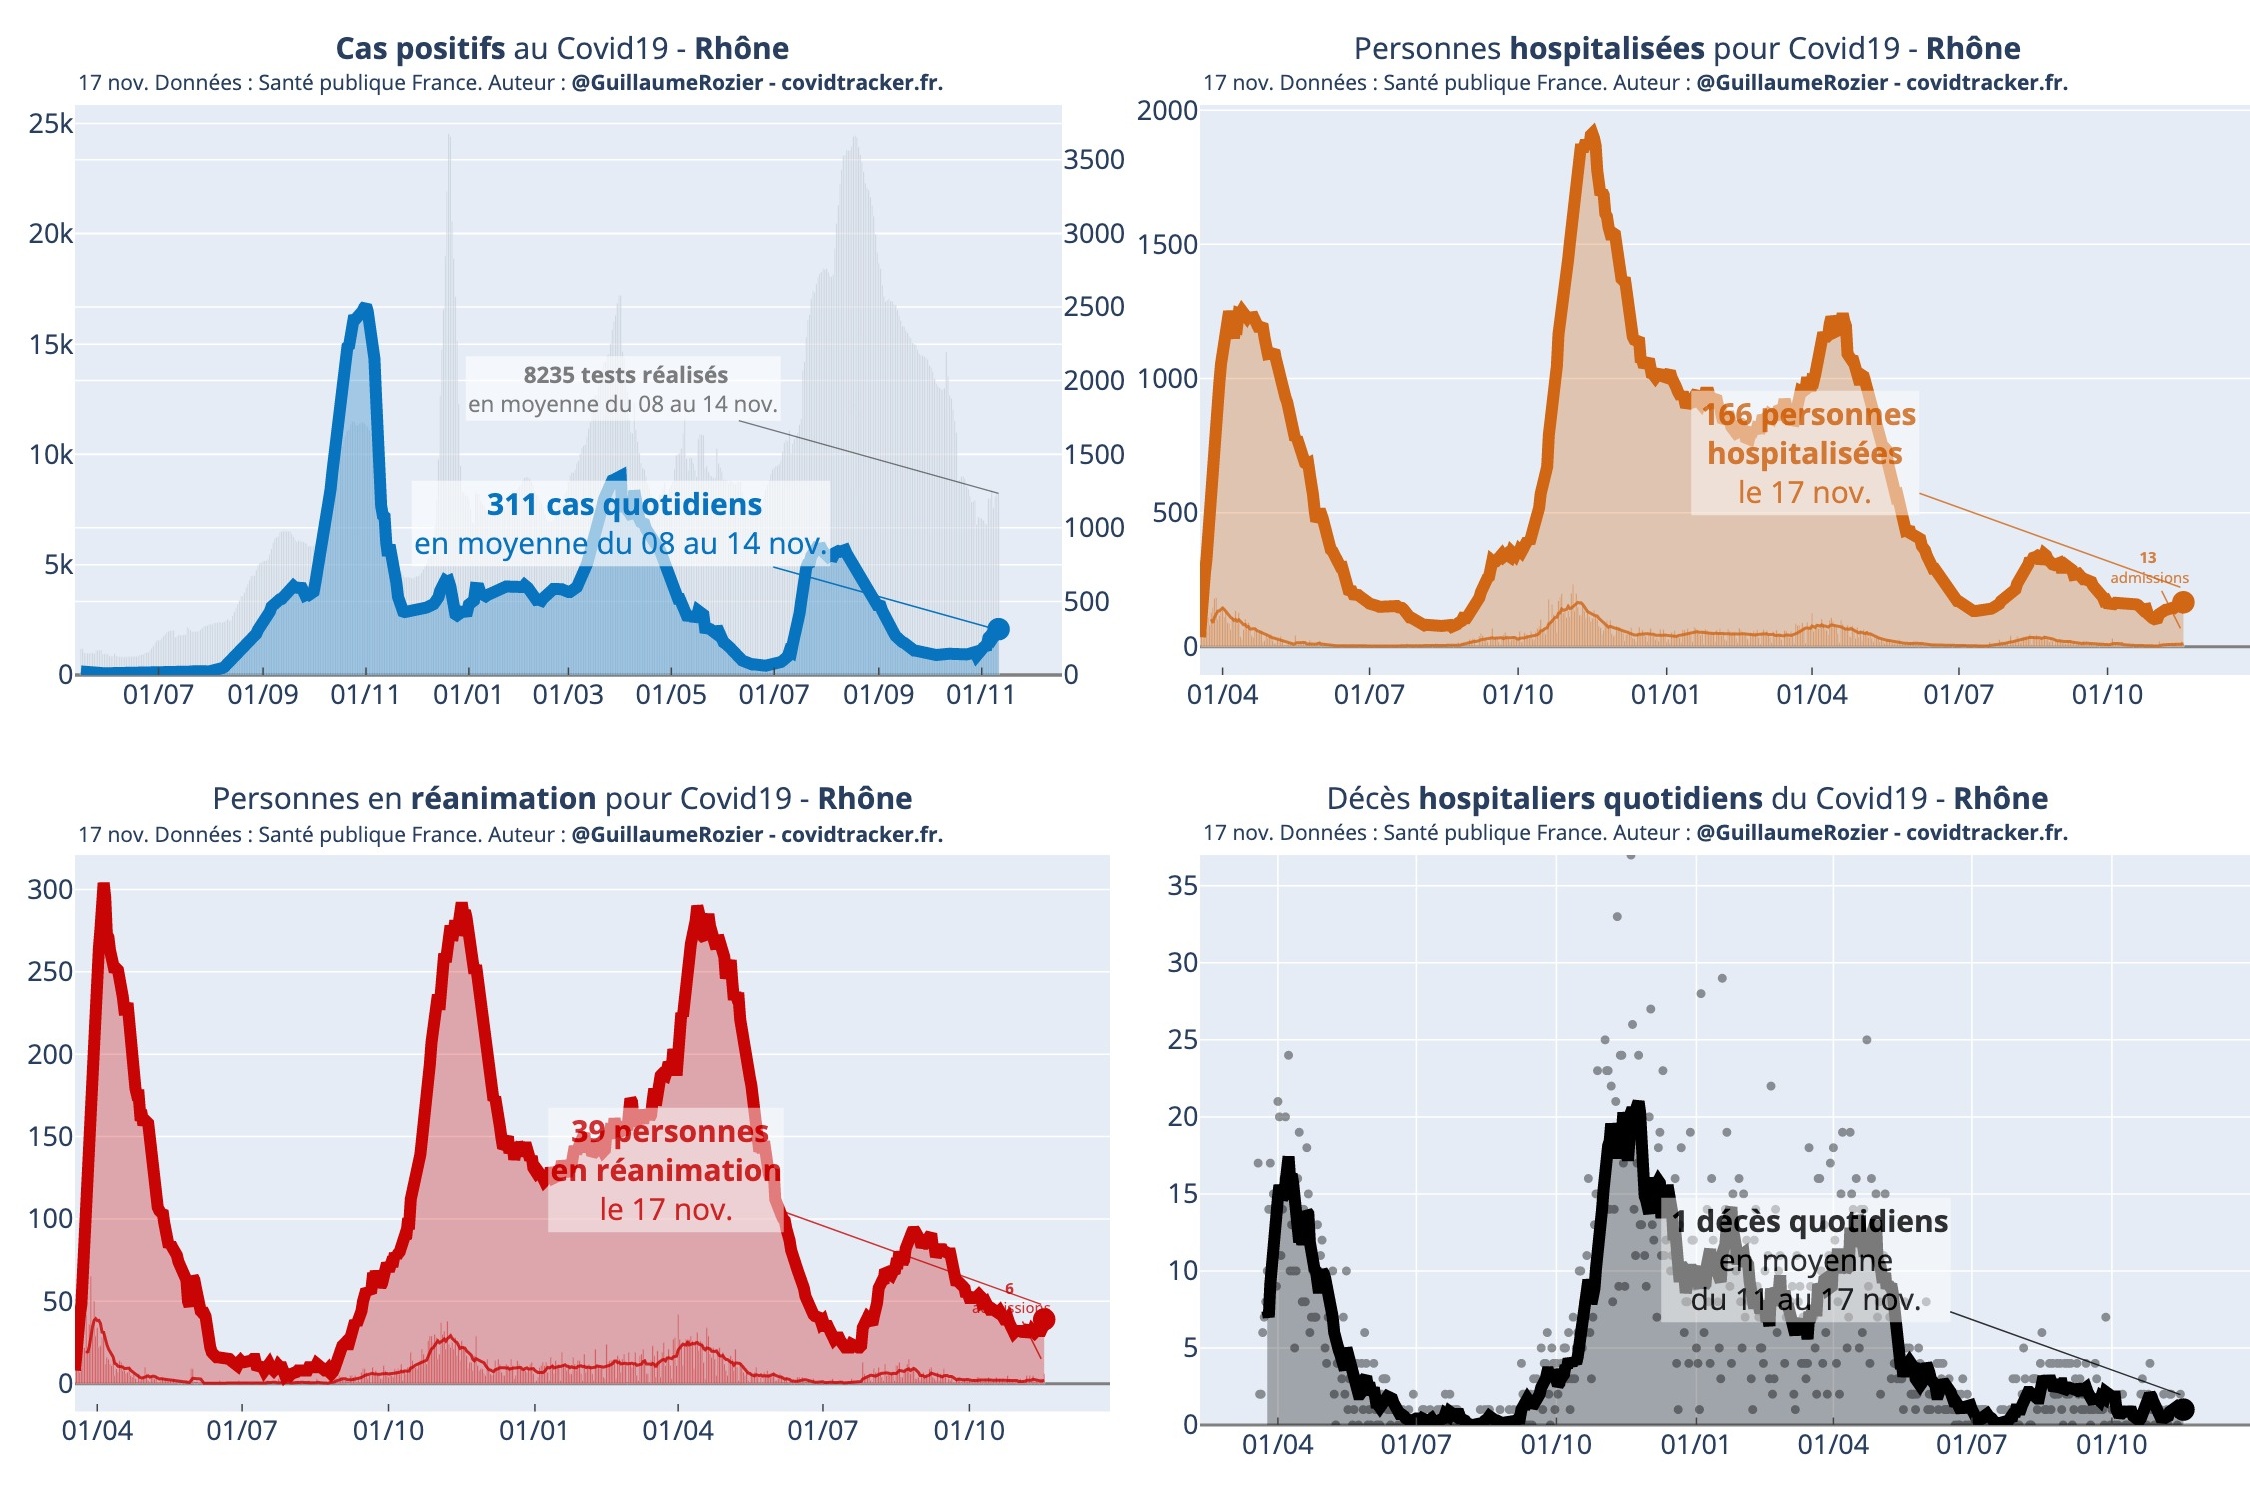 Cas positifs au Covid19 - Rhône
17 nov. Données : Santé publique France. Auteur : @GuillaumeRozier - covidtracker.fr.
25k
20k
15k
10k
5k
0
3500
3000
2500
2000
1500
1000
500
0
8235 tests réalisés
en moyenne du 08 au 14 nov.
311 cas quotidiens
en moyenne du 08 au 14 nov.
01/07 01/09 01/11 01/01 01/03 01/05 01/07 01/09 01/11
Personnes hospitalisées pour Covid19 - Rhône
17 nov. Données : Santé publique France. Auteur : @GuillaumeRozier - covidtracker.fr.
2000
1500
1000
500
0
166 personnes
hospitalisées
le 17 nov.
13
admissions
01/04 01/07 01/10 01/01 01/04 01/07 01/10
Personnes en réanimation pour Covid19 - Rhône
17 nov. Données : Santé publique France. Auteur : @GuillaumeRozier - covidtracker.fr.
300
250
200
150
100
50
0
39 personnes
en réanimation
le 17 nov.
6
admissions
01/04 01/07 01/10 01/01 01/04 01/07 01/10
Décès hospitaliers quotidiens du Covid19 - Rhône
17 nov. Données : Santé publique France. Auteur : @GuillaumeRozier - covidtracker.fr.
35
30
25
20
15
10
5
0
1 décès quotidiens
en moyenne
du 11 au 17 nov.
01/04 01/07 01/10 01/01 01/04 01/07 01/10